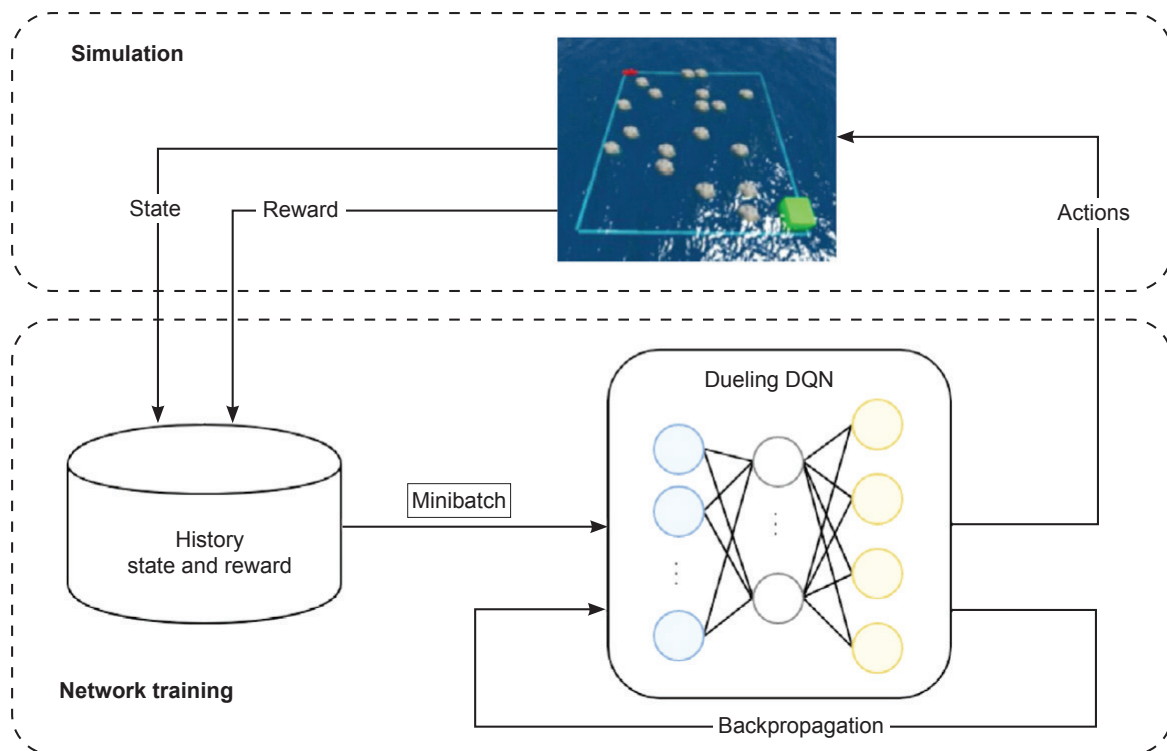 Simulation
State
Reward
Actions
Dueling DQN
Minibatch
History
state and reward
Network training
Backpropagation